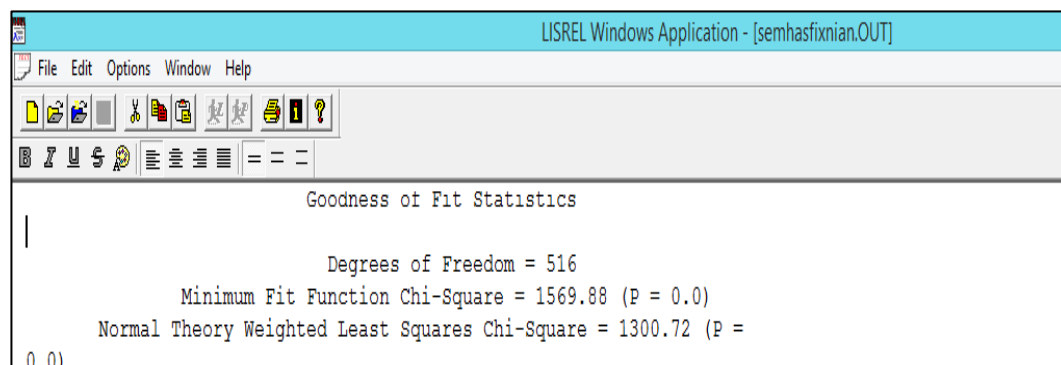 LISREL Windows Application - [semhasfixnian.OUT]
File Edit Options Window Help
B I U S
Goodness of Fit Statistics
Degrees of Freedom = 516
Minimum Fit Function Chi-Square = 1569.88 (P = 0.0)
Normal Theory Weighted Least Squares Chi-Square = 1300.72 (P =
0.0)